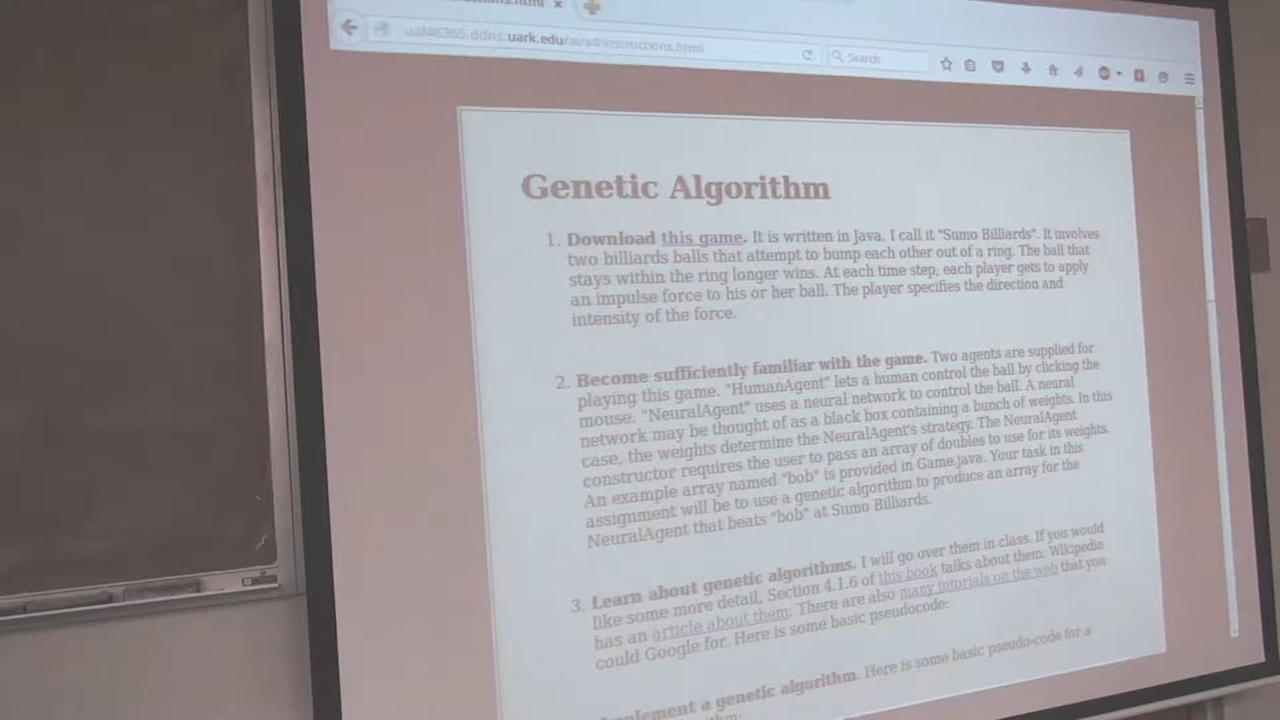 uaf46365.ddns.uark.edu/ai/a4/instructions.html
Search
Genetic Algorithm
1. Download this game. It is written in Java. I call it "Sumo Billiards". It involves
two billiards balls that attempt to bump each other out of a ring. The ball that
stays within the ring longer wins. At each time step, each player gets to apply
an impulse force to his or her ball. The player specifies the direction and
intensity of the force.
2. Become sufficiently familiar with the game. Two agents are supplied for
playing this game. "HumanAgent" lets a human control the ball by clicking the
mouse. "NeuralAgent" uses a neural network to control the ball. A neural
network may be thought of as a black box containing a bunch of weights. In this
case, the weights determine the NeuralAgent's strategy. The NeuralAgent
constructor requires the user to pass an array of doubles to use for its weights.
An example array named "bob" is provided in Game.java. Your task in this
assignment will be to use a genetic algorithm to produce an array for the
NeuralAgent that beats "bob" at Sumo Billiards.
3. Learn about genetic algorithms. I will go over them in class. If you would
like some more detail, Section 4.1.6 of this book talks about them. Wikipedia
has an article about them. There are also many tutorials on the web that you
could Google for. Here is some basic pseudocode:
a genetic algorithm. Here is some basic pseudo-code for a